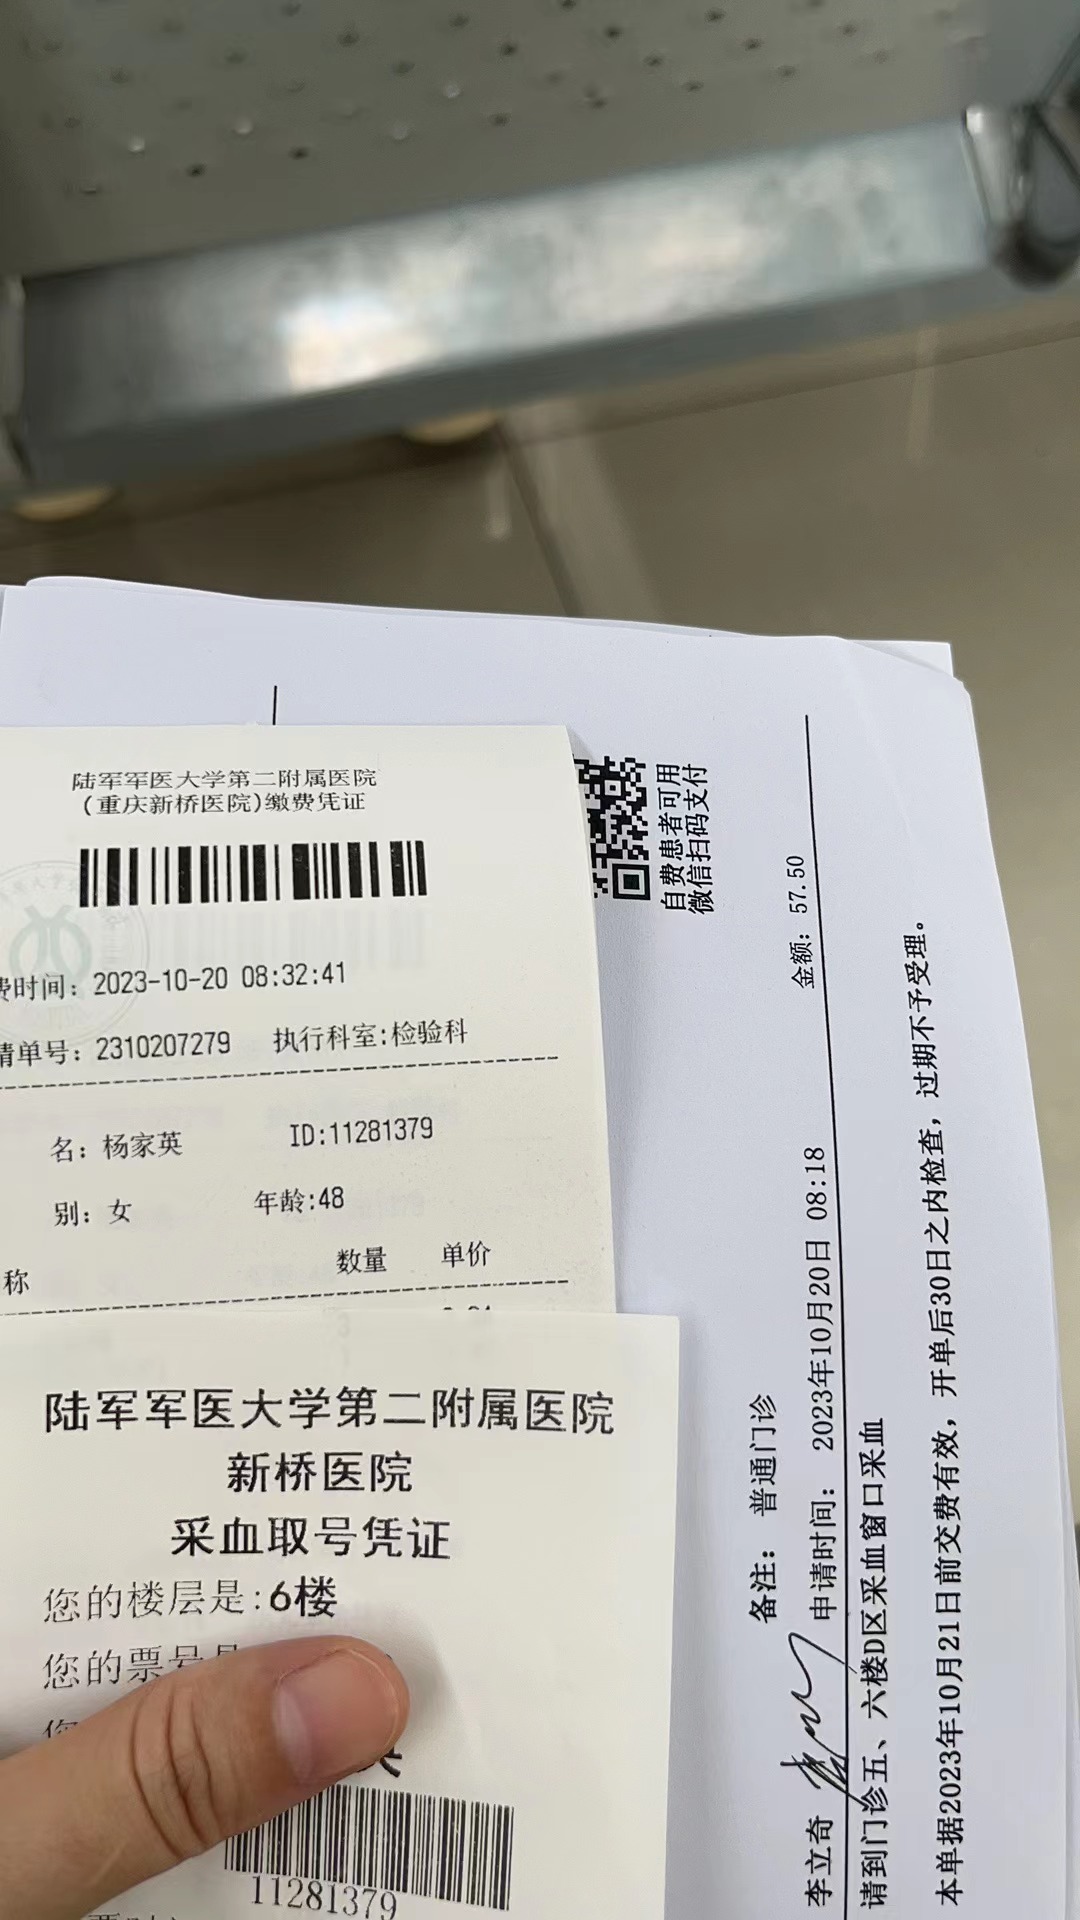 陆军军医大学第二附属医院
（重庆新桥医院）缴费凭证
费时间：2023-10-20 08:32:41
请单号：2310207279 执行科室:检验科
名：杨家英 ID:11281379
别：女 年龄:48
称 数量 单价
陆军军医大学第二附属医院
新桥医院
采血取号凭证
您的楼层是:6楼
您的票号是
您
11281379
自费患者可用
微信扫码支付
备注：普通门诊
李立奇 申请时间：2023年10月20日 08:18 金额：57.50
请到门诊五、六楼D区采血窗口采血
本单据2023年10月21日前交费有效，开单后30日之内检查，过期不予受理。